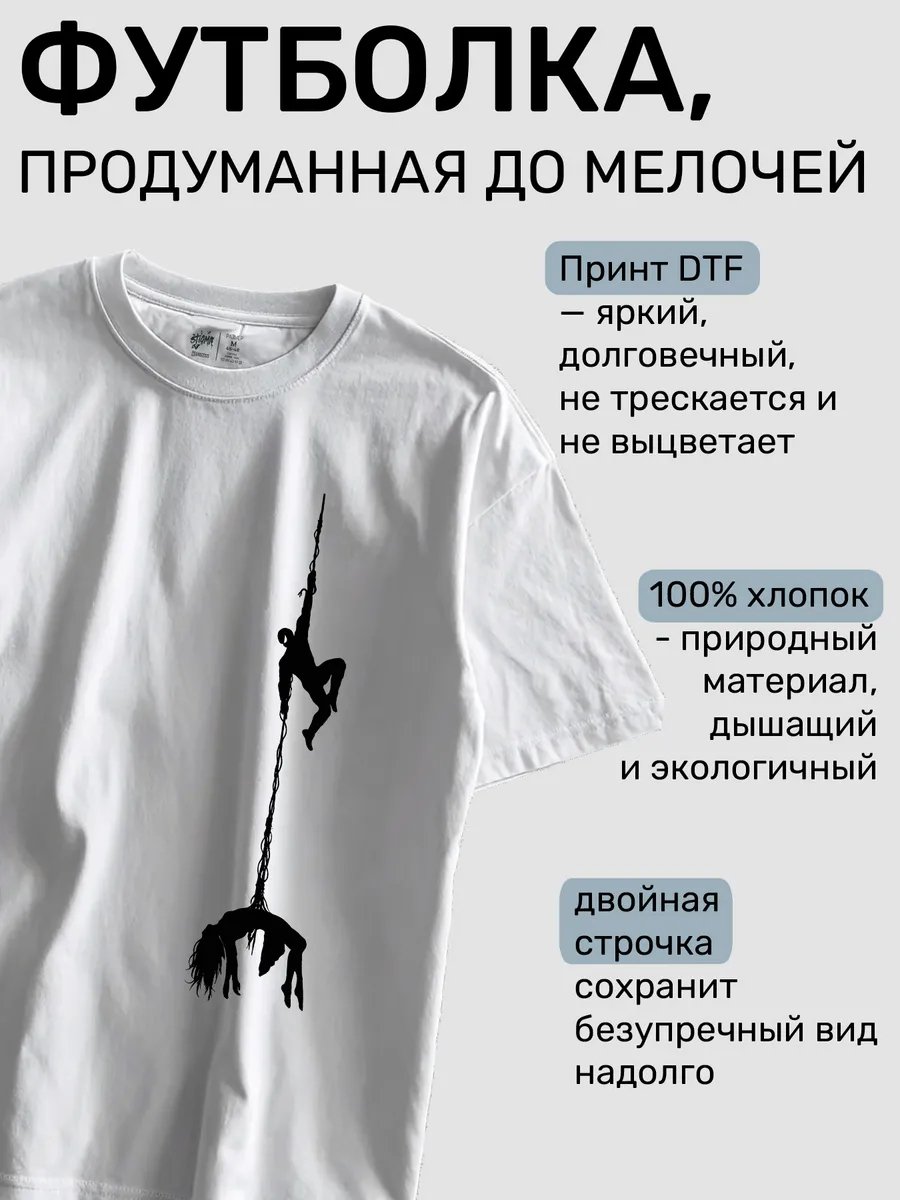 ФУТБОЛКА,
ПРОДУМАННАЯ ДО МЕЛОЧЕЙ
Принт DTF
— яркий,
долговечный,
не трескается и
не выцветает
РАЗМЕР
M
100% хлопок
- природный
материал,
дышащий
и экологичный
двойная
строчка
сохранит
безупречный вид
надолго